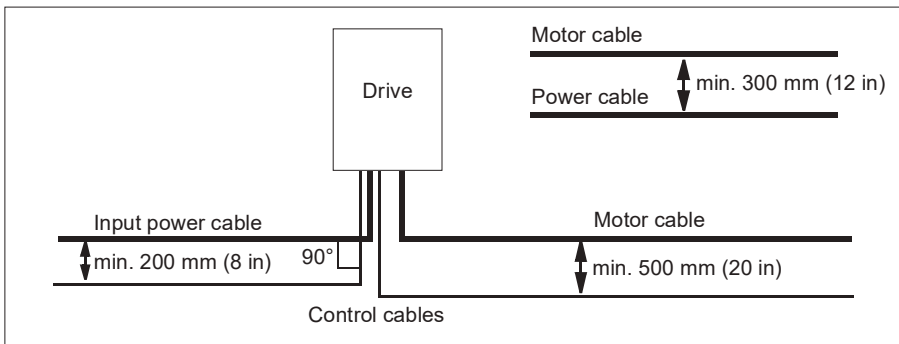 Motor cable
Drive
min. 300 mm (12 in)
Power cable
Input power cable
Motor cable
min. 200 mm (8 in)
90°
min. 500 mm (20 in)
Control cables